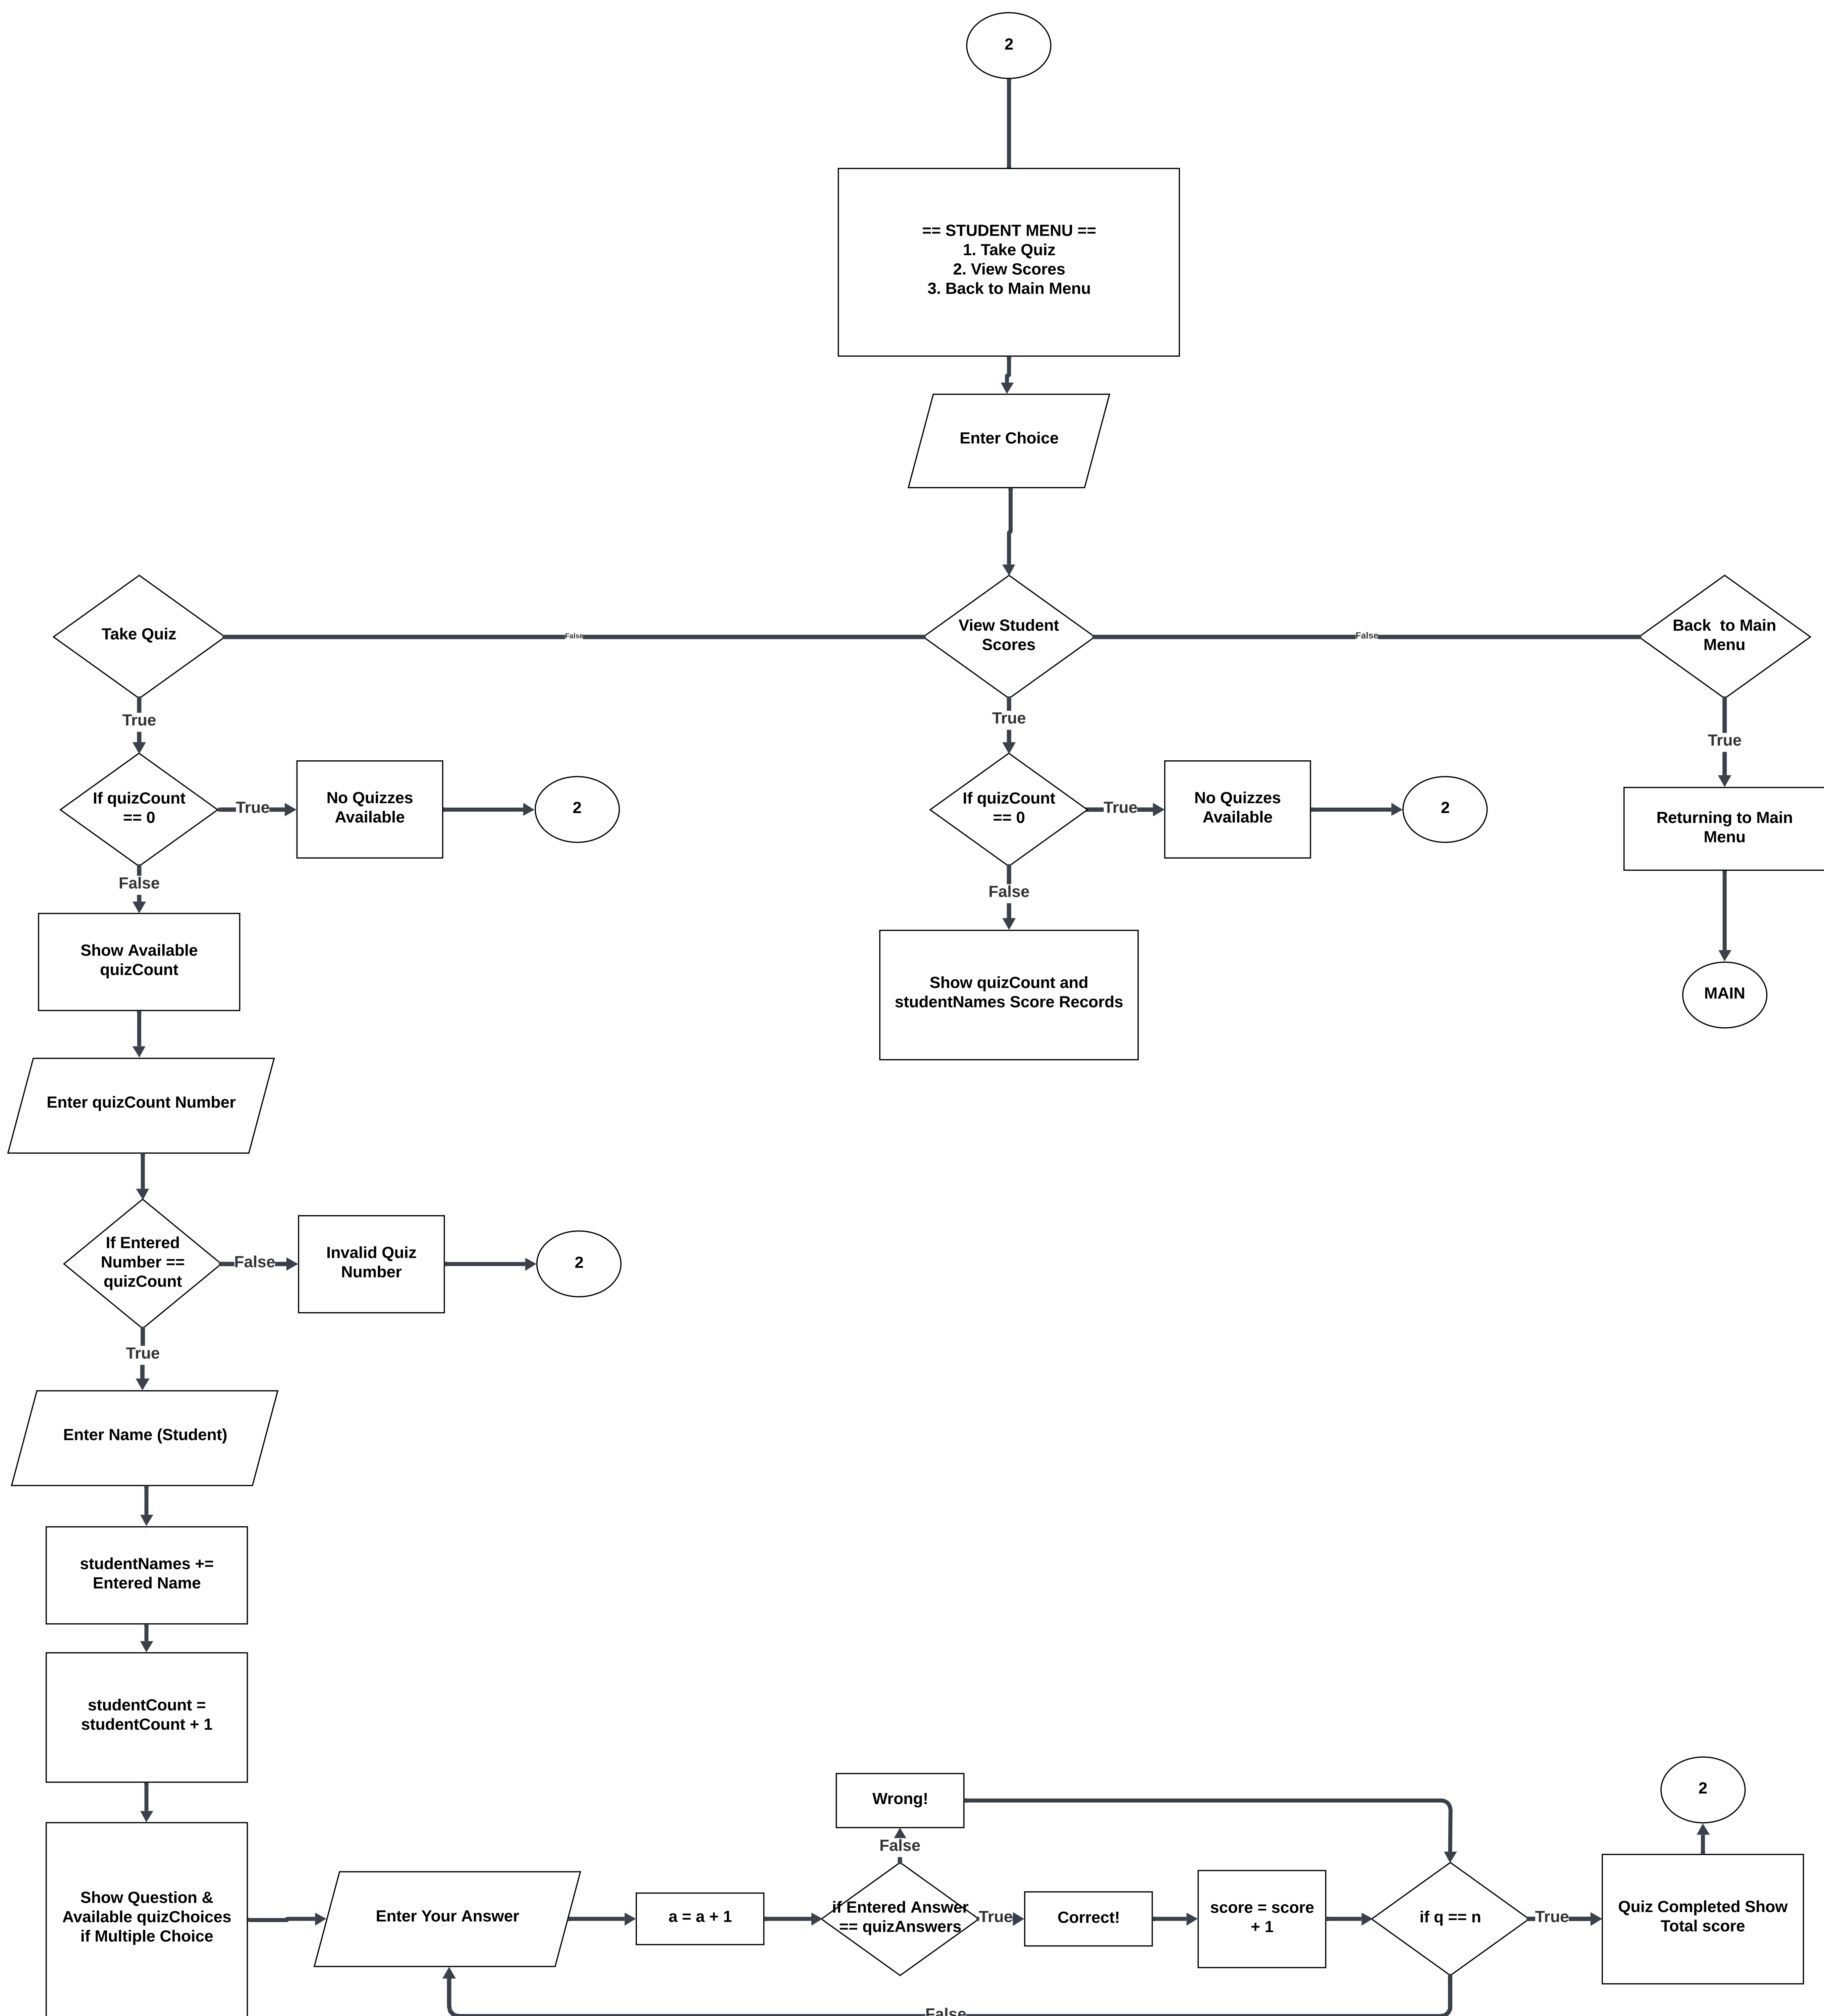 2
== STUDENT MENU ==
1. Take Quiz
2. View Scores
3. Back to Main Menu
Enter Choice
Take Quiz
False
View Student
Scores
False
Back  to Main
Menu
True
True
True
If quizCount
== 0
True
No Quizzes
Available
2
If quizCount
== 0
True
No Quizzes
Available
2
Returning to Main
Menu
False
False
Show Available
quizCount
Show quizCount and
studentNames Score Records
MAIN
Enter quizCount Number
If Entered
Number ==
quizCount
False
Invalid Quiz
Number
2
True
Enter Name (Student)
studentNames +=
Entered Name
studentCount =
studentCount + 1
Show Question &
Available quizChoices
if Multiple Choice
Enter Your Answer
a = a + 1
if Entered Answer
== quizAnswers
False
Wrong!
True
Correct!
score = score
+ 1
if q == n
True
Quiz Completed Show
Total score
2
False